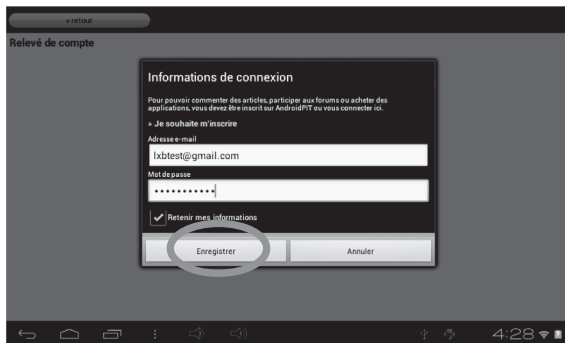 « retour
Relevé de compte
Informations de connexion
Pour pouvoir commenter des articles, participer aux forums ou acheter des
applications, vous devez être inscrit sur AndroidPIT ou vous connecter ici.
» Je souhaite m'inscrire
Adresse e-mail
lxbtest@gmail.com
Mot de passe
•••••••••••
Retenir mes informations
Enregistrer
Annuler
4:28